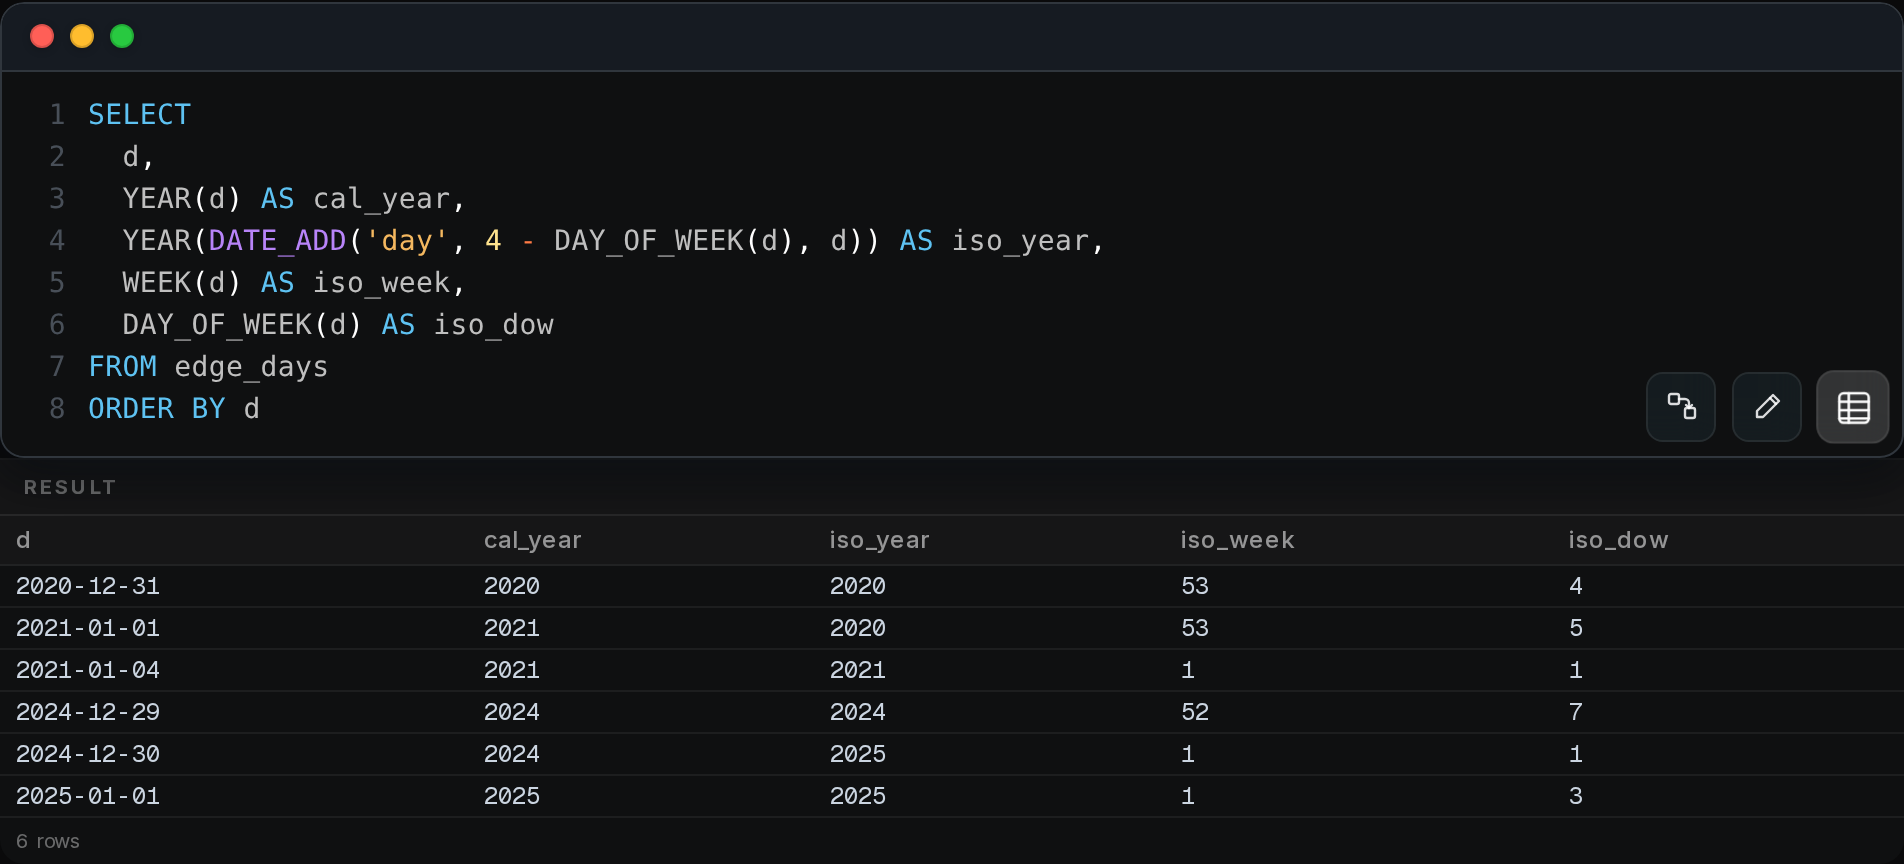 1 SELECT
2   d,
3   YEAR(d) AS cal_year,
4   YEAR(DATE_ADD('day', 4 - DAY_OF_WEEK(d), d)) AS iso_year,
5   WEEK(d) AS iso_week,
6   DAY_OF_WEEK(d) AS iso_dow
7 FROM edge_days
8 ORDER BY d
RESULT
d cal_year iso_year iso_week iso_dow
2020-12-31 2020 2020 53 4
2021-01-01 2021 2020 53 5
2021-01-04 2021 2021 1 1
2024-12-29 2024 2024 52 7
2024-12-30 2024 2025 1 1
2025-01-01 2025 2025 1 3
6 rows